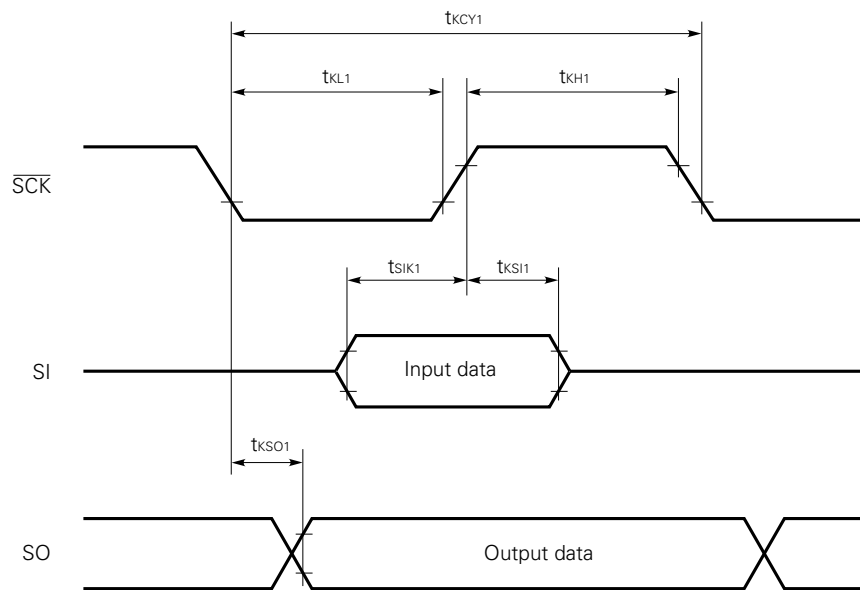 tKCY1
tKL1
tKH1
SCK
tSIK1
tKSI1
SI
Input data
tKSO1
SO
Output data